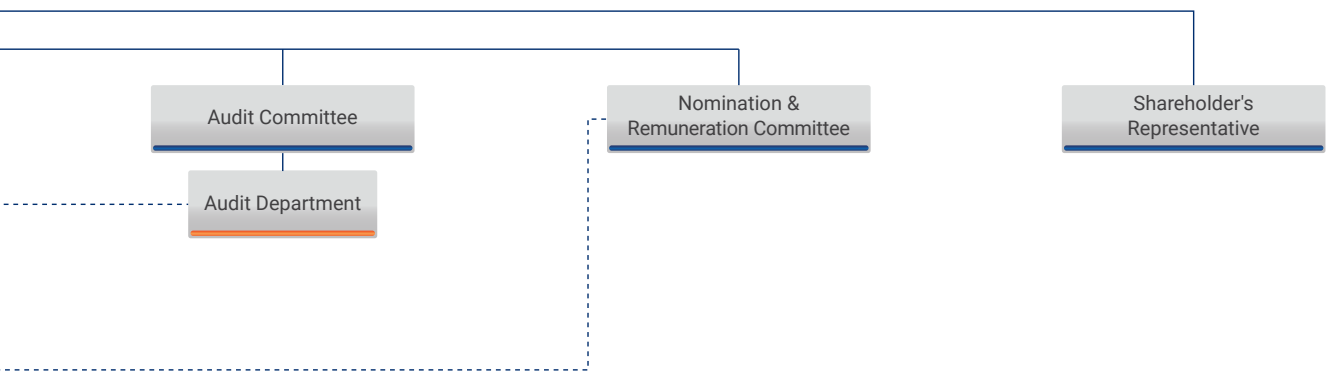 Audit Committee
Nomination &
Remuneration Committee
Shareholder's
Representative
Audit Department